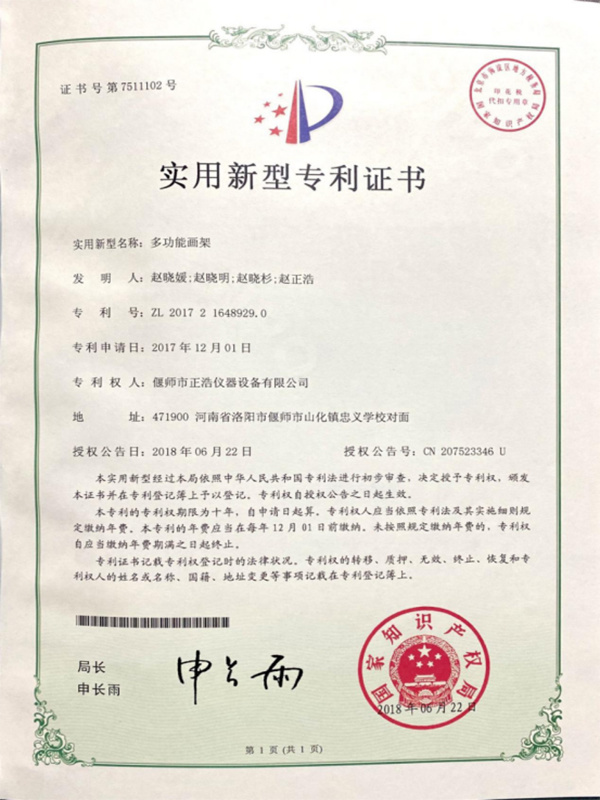 证书号第7511102号
印花税
代扣专用章
国家知识产权局
实用新型专利证书
实用新型名称：多功能画架
发明人：赵晓媛;赵晓明;赵晓杉;赵正浩
专利号：ZL 2017 2 1648929.0
专利申请日：2017年12月01日
专利权人：偃师市正浩仪器设备有限公司
地址：471900 河南省洛阳市偃师市山化镇忠义学校对面
授权公告日：2018年06月22日 授权公告号：CN 207523346 U
本实用新型经过本局依照中华人民共和国专利法进行初步审查，决定授予专利权，颁发
本证书并在专利登记簿上予以登记。专利权自授权公告之日起生效。
本专利的专利权期限为十年，自申请日起算。专利权人应当依照专利法及其实施细则规
定缴纳年费。本专利的年费应当在每年12月01日前缴纳。未按照规定缴纳年费的，专利权
自应当缴纳年费期满之日起终止。
专利证书记载专利权登记时的法律状况。专利权的转移、质押、无效、终止、恢复和专
利权人的姓名或名称、国籍、地址变更等事项记载在专利登记簿上。
局长
申长雨
申长雨
国家知识产权局
2018年06月22日
第1页(共1页)